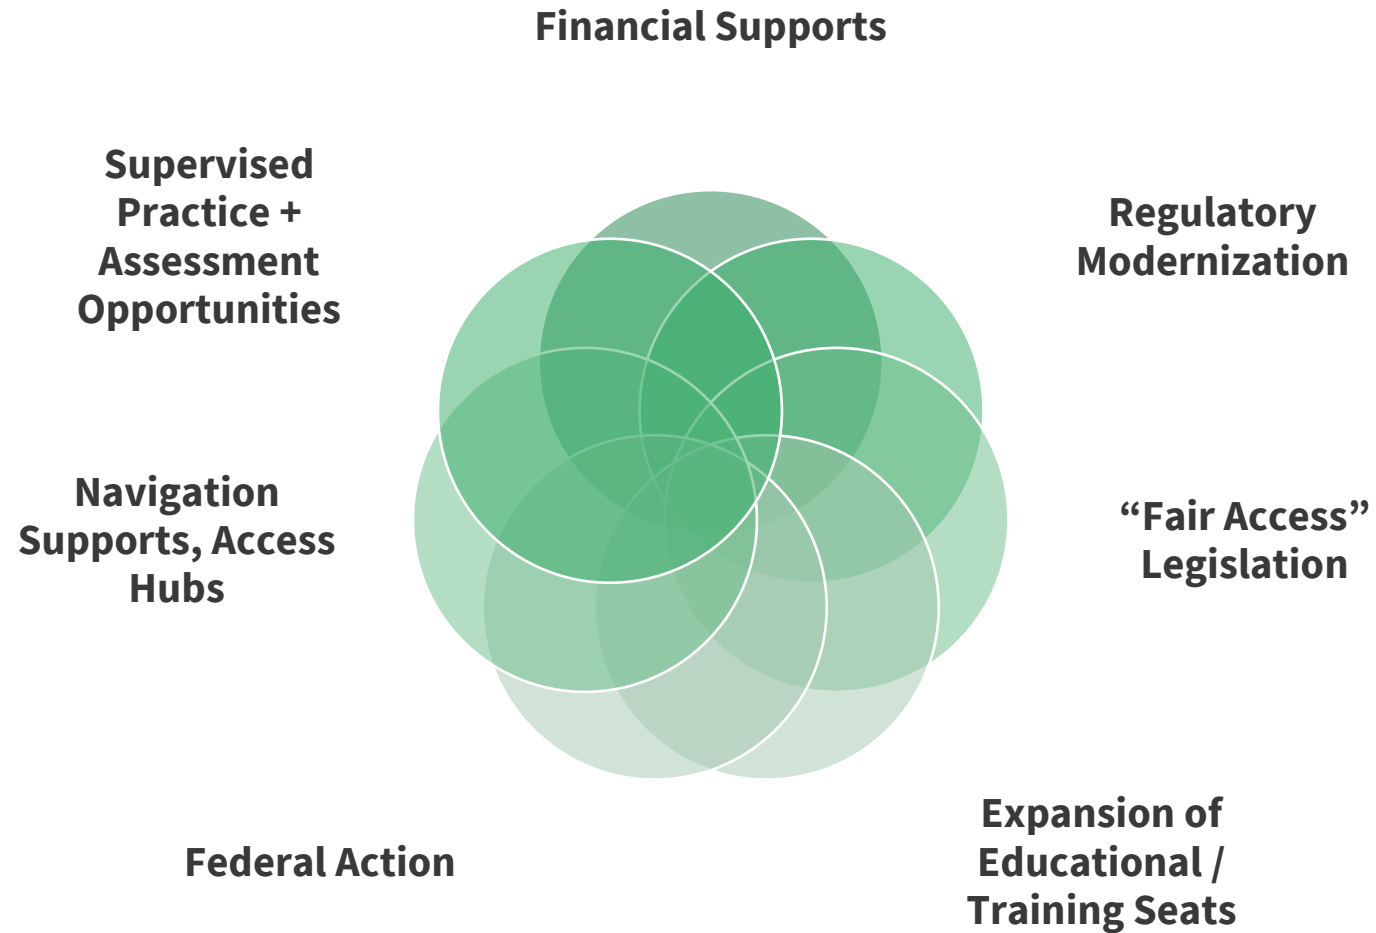 Financial Supports
Supervised
Practice +
Assessment
Opportunities
Regulatory
Modernization
Navigation
Supports, Access
Hubs
“Fair Access”
Legislation
Federal Action
Expansion of
Educational /
Training Seats